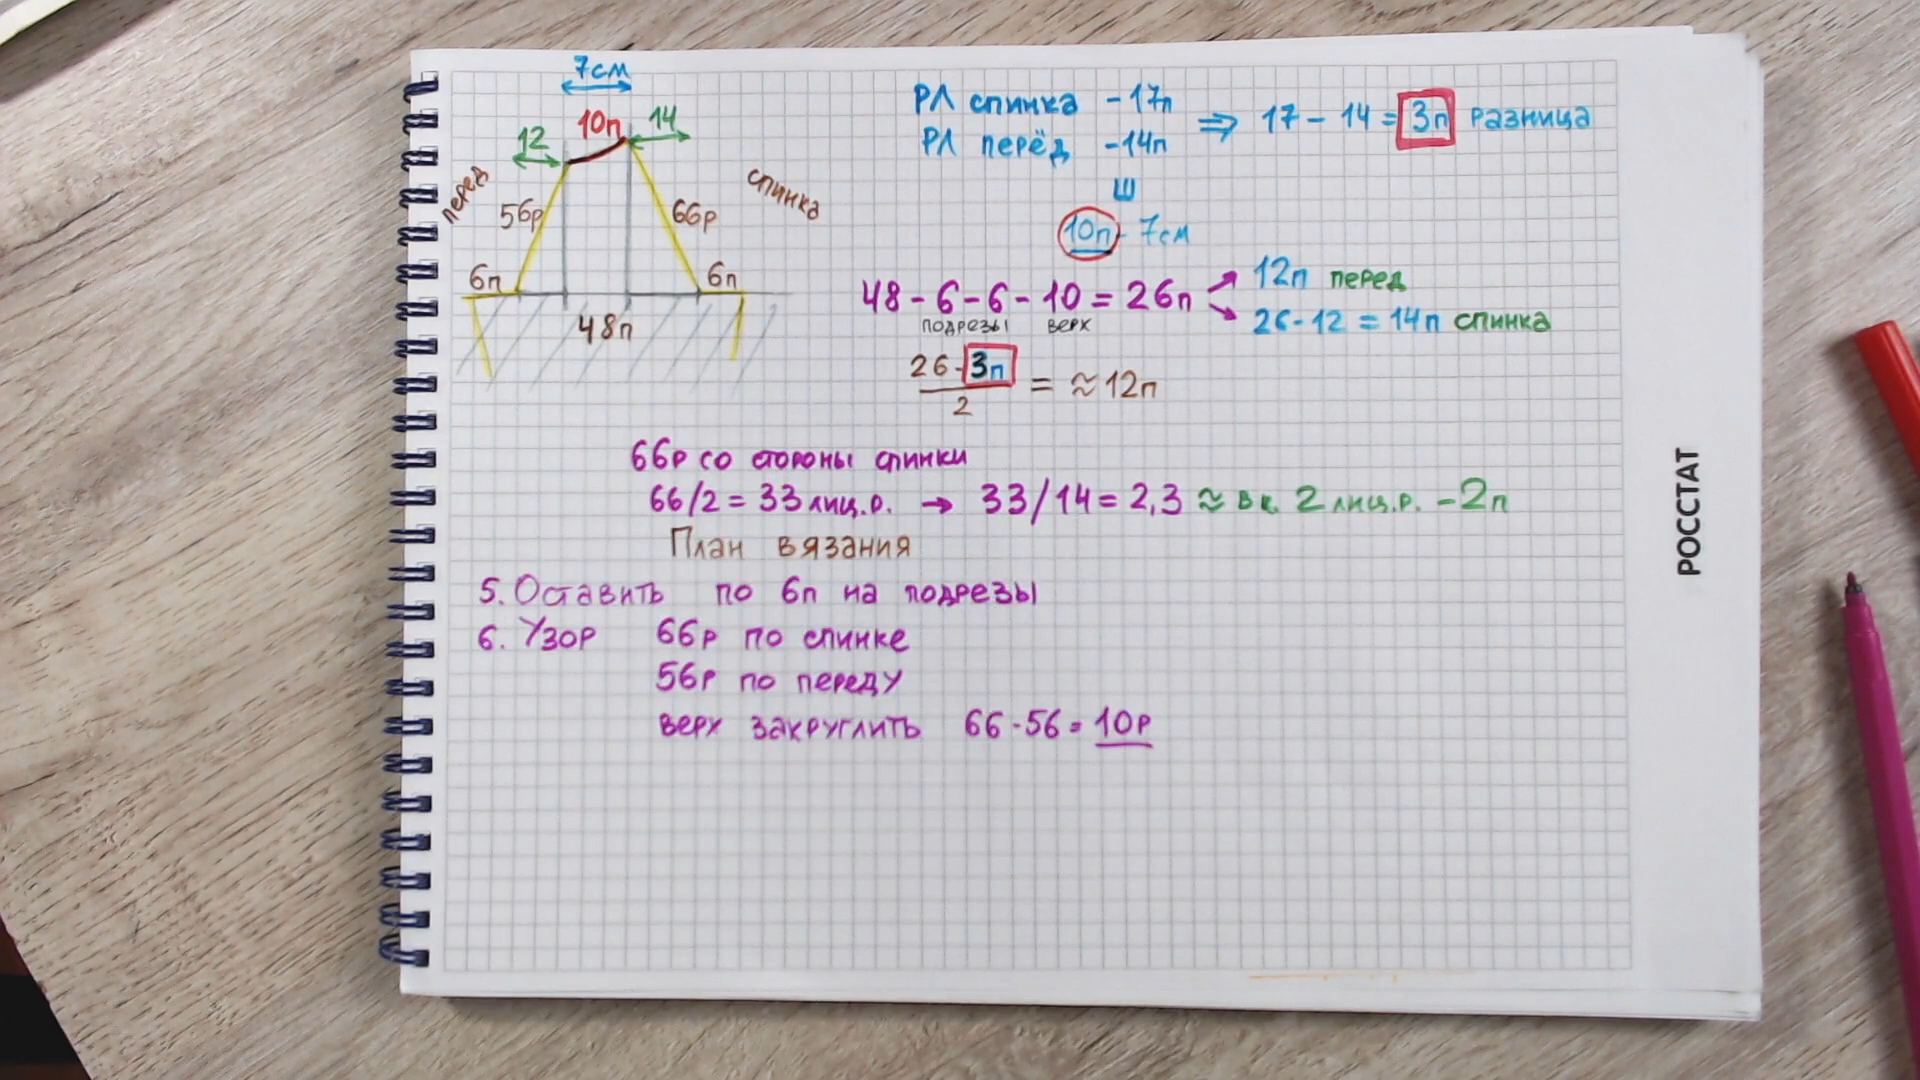 7см
12
10п
14
перед
спинка
56р
66р
6п
6п
48п
РЛ спинка - 17п
РЛ перёд - 14п
⇒ 17 - 14 = 3п разница
Ш
10п - 7см
48 - 6 - 6 - 10 = 26п
подрезы верх
12п перед
26-12 = 14п спинка
26-3п
2
= ≈ 12п
66р со стороны спинки
66/2 = 33 лиц.р. → 33/14 = 2,3 ≈ в к. 2 лиц.р. - 2п
План вязания
5. Оставить по 6п на подрезы
6. Узор 66р по спинке
56р по переду
верх закруглить 66-56 = 10р
РОССТАТ